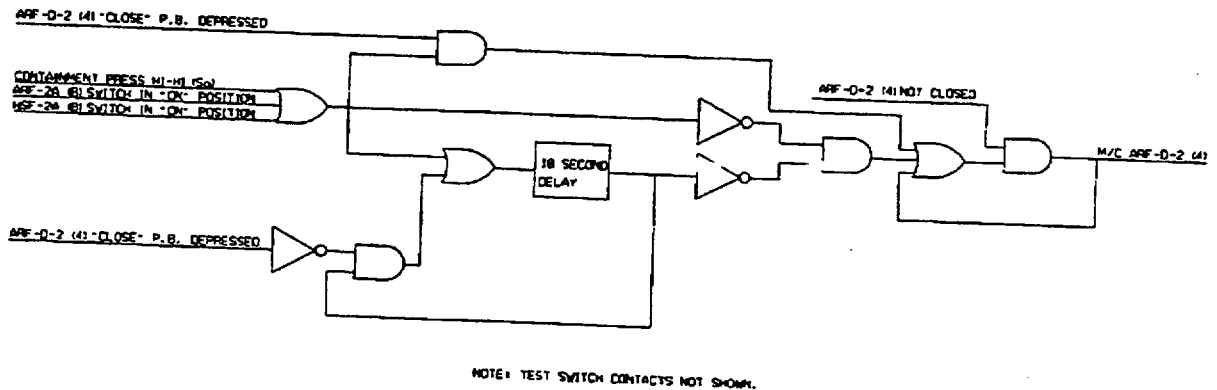 ARF-D-2 (4) "CLOSE" P.B. DEPRESSED
CONTAINMENT PRESS HI-HI (Sp)
ARF-2A (B) SWITCH IN "ON" POSITION
HSF-2A (B) SWITCH IN "ON" POSITION
ARF-D-2 (4) NOT CLOSED
M/C ARF-D-2 (4)
10 SECOND
DELAY
ARF-D-2 (4) "CLOSE" P.B. DEPRESSED
NOTE: TEST SWITCH CONTACTS NOT SHOWN.